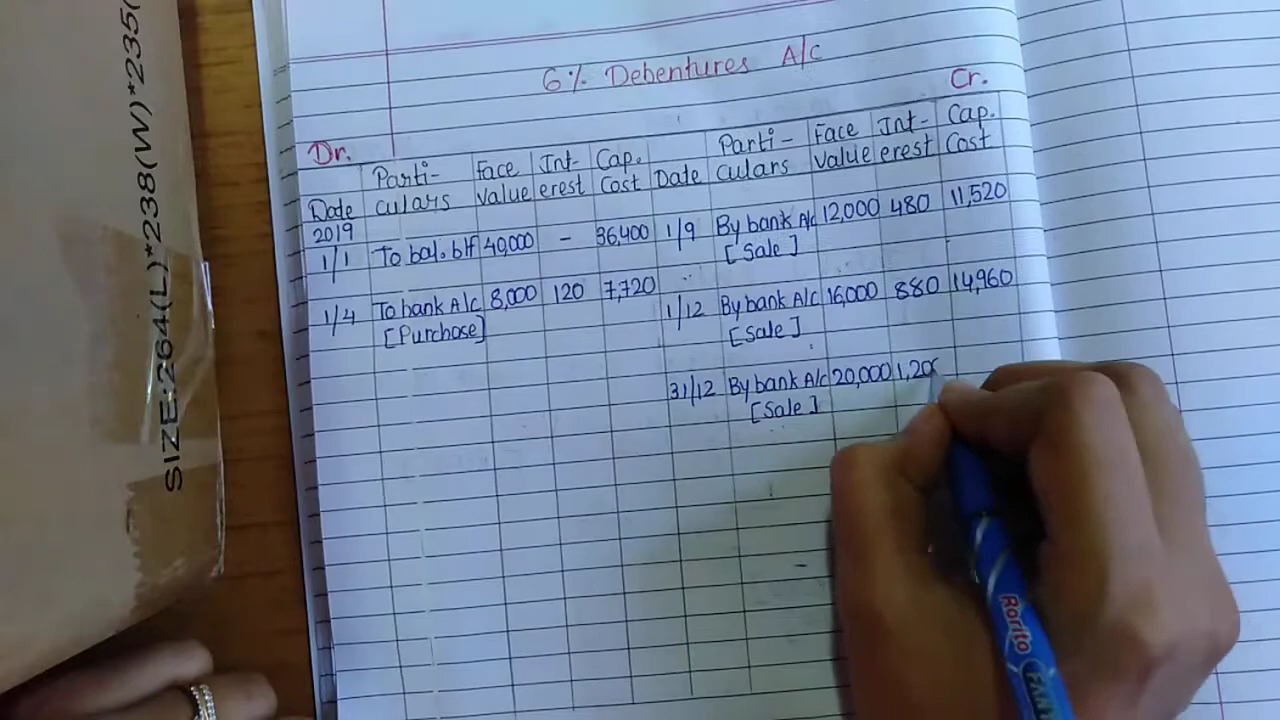 SIZE:264(L)*238(W)*235(
6% Debentures A/c
Dr.
Cr.
Date Parti- culars Face value Int- erest Cap. Cost Date Parti- culars Face value Int- erest Cap. Cost
2019
1/1 To bal. b/f 40,000 - 36,400 1/9 By bank A/c 12,000 480 11,520
[Sale]
1/4 To bank A/c 8,000 120 7,720 1/12 By bank A/c 16,000 880 14,960
[Purchase] [Sale]
31/12 By bank A/c 20,000 1,200
[Sale]
Rorito